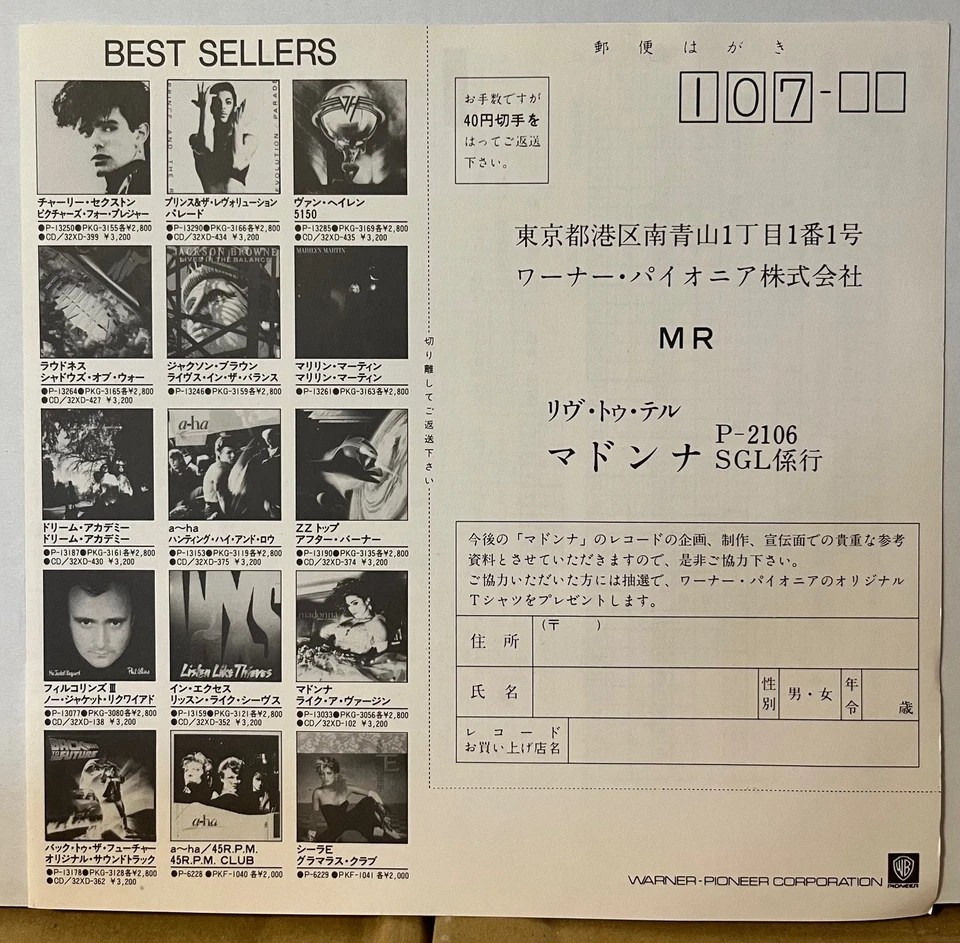 BEST SELLERS
チャーリー・セクストン
ピクチャーズ・フォー・プレジャー
●P-13250●PKG-3155各¥2,800
●CD／32XD-399 ¥3,200
プリンス&ザ・レヴォリューション
パレード
●P-13290●PKG-3166各¥2,800
●CD／32XD-434 ¥3,200
ヴァン・ヘイレン
5150
●P-13285●PKG-3169各¥2,800
●CD／32XD-435 ¥3,200
JACKSON BROWNE
LIVES IN THE BALANCE
MARILYN MARTIN
ラウドネス
シャドウズ・オブ・ウォー
●P-13264●PKG-3165各¥2,800
●CD／32XD-427 ¥3,200
ジャクソン・ブラウン
ライヴス・イン・ザ・バランス
●P-13246●PKG-3159各¥2,800
マリリン・マーティン
マリリン・マーティン
●P-13261●PKG-3163各¥2,800
a-ha
ドリーム・アカデミー
ドリーム・アカデミー
●P-13187●PKG-3161各¥2,800
●CD／32XD-430 ¥3,200
a〜ha
ハンティング・ハイ・アンド・ロウ
●P-13153●PKG-3119各¥2,800
●CD／32XD-375 ¥3,200
ZZトップ
アフター・バーナー
●P-13190●PKG-3135各¥2,800
●CD／32XD-374 ¥3,200
No Jacket Required
Phil Collins
INXS
Listen Like Thieves
madonna
フィルコリンズⅢ
ノー・ジャケット・リクワイアド
●P-13077●PKG-3080各¥2,800
●CD／32XD-138 ¥3,200
イン・エクセス
リッスン・ライク・シーヴス
●P-13159●PKG-3121各¥2,800
●CD／32XD-352 ¥3,200
マドンナ
ライク・ア・ヴァージン
●P-13033●PKG-3056各¥2,800
●CD／32XD-102 ¥3,200
BACK TO THE FUTURE
a-ha
バック・トゥ・ザ・フューチャー
オリジナル・サウンドトラック
●P-13178●PKG-3128各¥2,800
●CD／32XD-362 ¥3,200
a〜ha／45R.P.M.
45R.P.M. CLUB
●P-6228 ●PKF-1040 各¥2,000
シーラE
グラマラス・クラブ
●P-6229 ●PKF-1041 各¥2,000
切り離してご返送下さい
郵便はがき
107-
お手数ですが
40円切手を
はってご返送
下さい。
東京都港区南青山1丁目1番1号
ワーナー・パイオニア株式会社
MR
リヴ・トゥ・テル
マドンナ P-2106
SGL係行
今後の「マドンナ」のレコードの企画、制作、宣伝面での貴重な参考
資料とさせていただきますので、是非ご協力下さい。
ご協力いただいた方には抽選で、ワーナー・パイオニアのオリジナル
Ｔシャツをプレゼントします。
住所 (〒 )
氏名 性別 男・女 年令 歳
レコード
お買い上げ店名
WARNER-PIONEER CORPORATION
WB
PIONEER